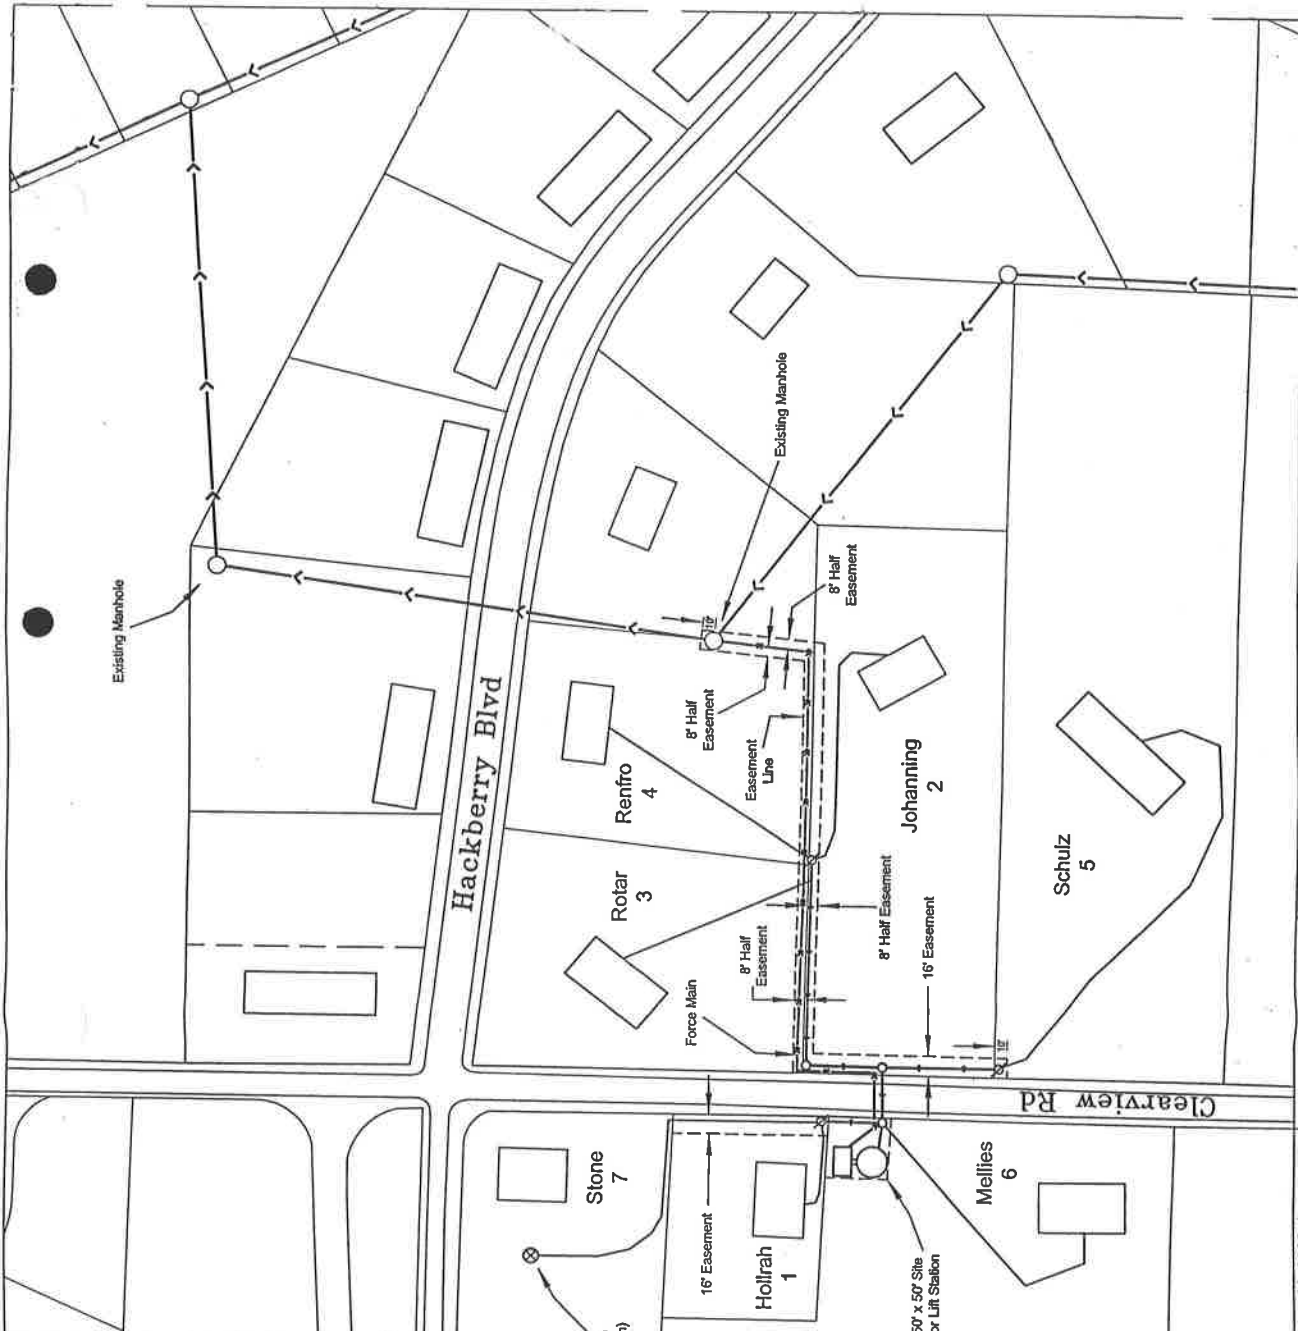 Existing Manhole
Existing Manhole
10'
8' Half
Easement
8' Half
Easement
Easement
Line
Hackberry Blvd
Renfro
4
Rotar
3
Johanning
2
Schulz
5
8' Half
Easement
8' Half Easement
16' Easement
Force Main
10'
Clearview Rd
Stone
7
16' Easement
Hollrah
1
Mellies
6
50' x 50' Site
Lift Station